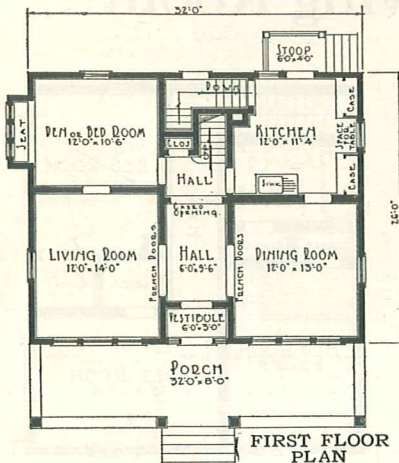 32'0"
STOOP
6'0"x4'0"
DOWN
CASE
DEN OR BED ROOM
12'0"x10'6"
SEAT
KITCHEN
12'0"x11'4"
SPACE FOR TABLE
CLOS
UP
HALL
CASE
SINK
26'0"
CASED
OPENING
LIVING ROOM
12'0"x14'0"
FRENCH DOORS
HALL
6'0"x9'6"
FRENCH DOORS
DINING ROOM
12'0"x13'0"
VESTIBULE
6'0"x3'0"
PORCH
32'0"x8'0"
FIRST FLOOR
PLAN